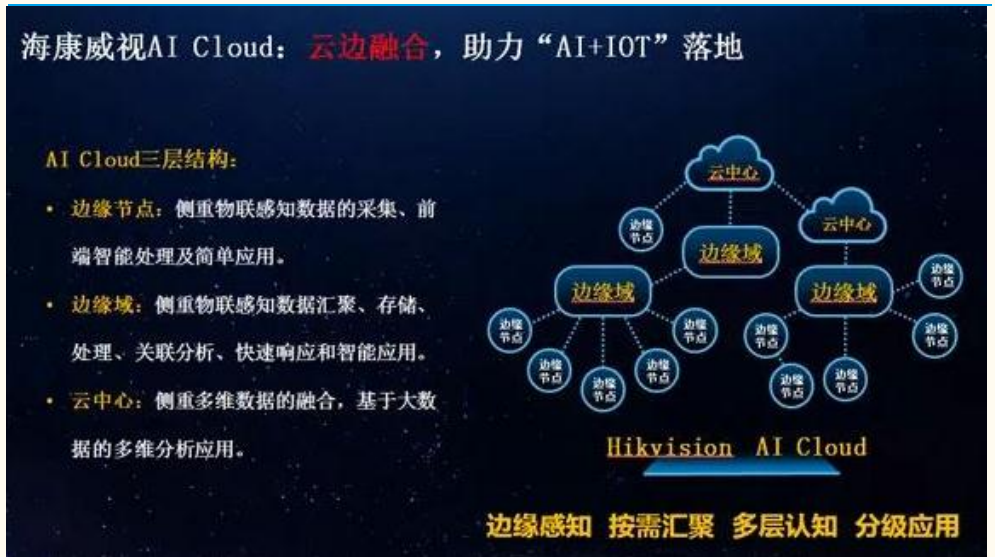 海康威视AI Cloud：云边融合，助力“AI+IOT”落地
AI Cloud三层结构：
• 边缘节点：侧重物联感知数据的采集、前
端智能处理及简单应用。
• 边缘域：侧重物联感知数据汇聚、存储、
处理、关联分析、快速响应和智能应用。
• 云中心：侧重多维数据的融合，基于大数
据的多维分析应用。
云中心
云中心
边缘
节点
边缘域
边缘域
边缘域
边缘
节点
边缘
节点
边缘
节点
边缘
节点
边缘
节点
边缘
节点
边缘
节点
边缘
节点
边缘
节点
边缘
节点
边缘
节点
Hikvision AI Cloud
边缘感知 按需汇聚 多层认知 分级应用